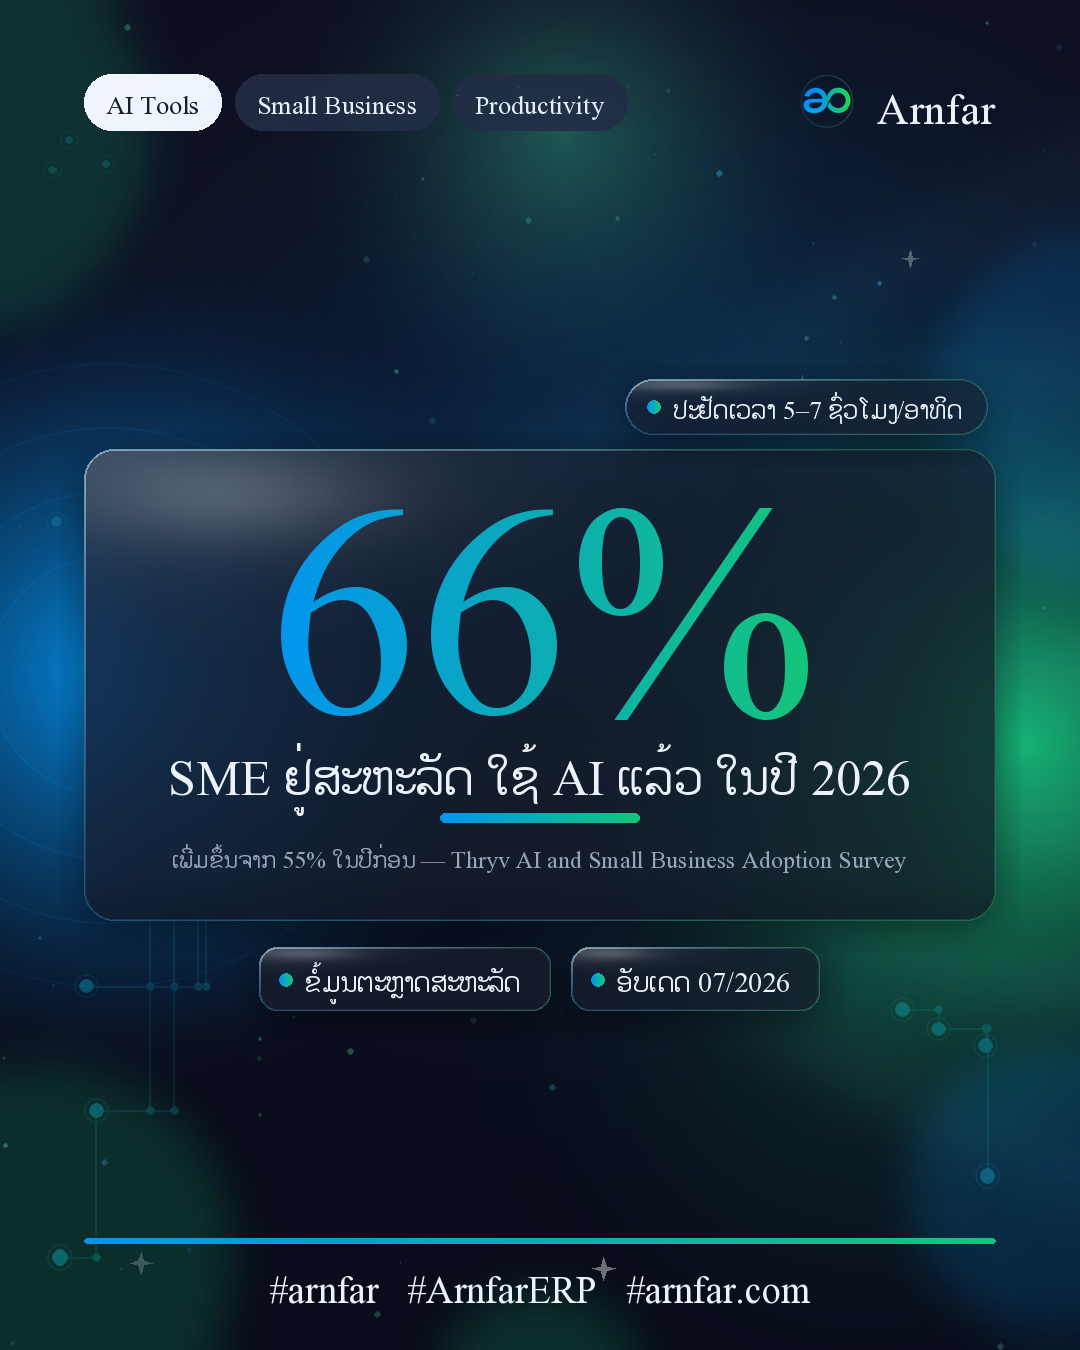 AI Tools Small Business Productivity Arnfar
ປະຢັດເວລາ 5–7 ຊົ່ວໂມງ/ອາທິດ
66%
SME ຢູ່ສະຫະລັດ ໃຊ້ AI ແລ້ວ ໃນປີ 2026
ເພີ່ມຂຶ້ນຈາກ 55% ໃນປີກ່ອນ — Thryv AI and Small Business Adoption Survey
ຂໍ້ມູນຕະຫຼາດສະຫະລັດ ອັບເດດ 07/2026
#arnfar #ArnfarERP #arnfar.com